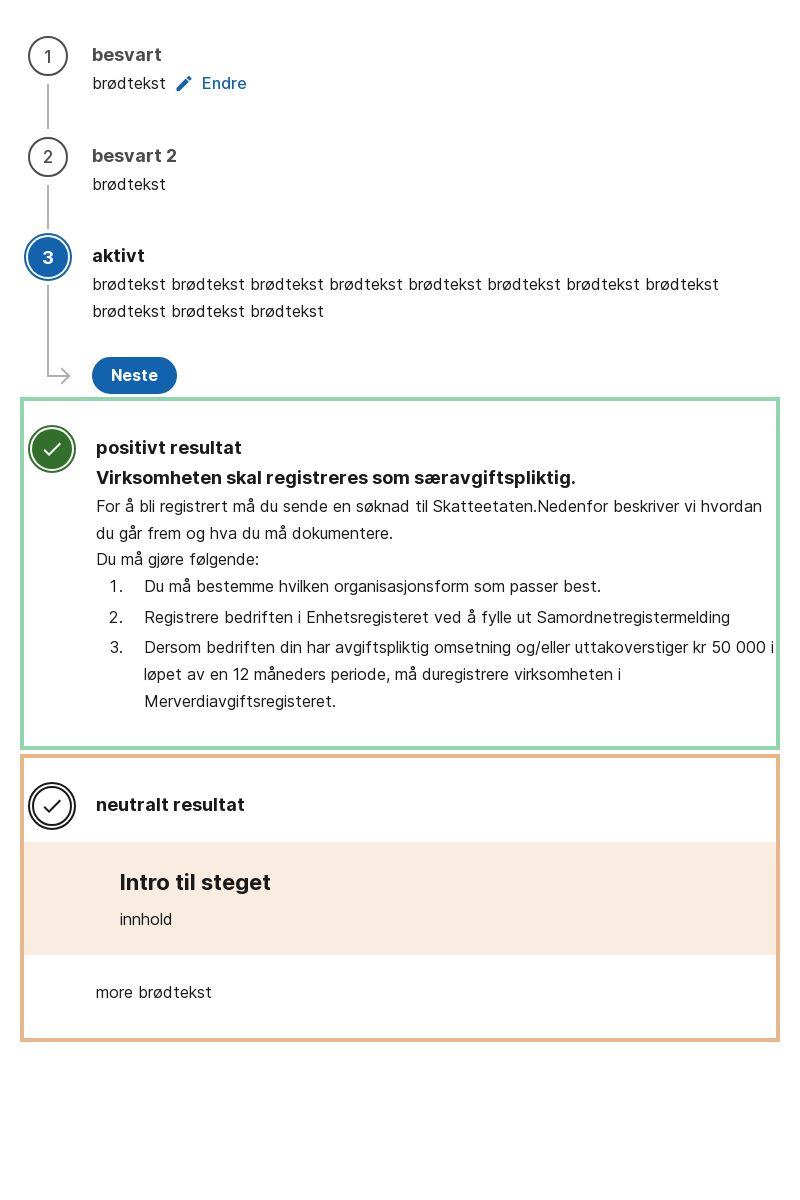 1
besvart
brødtekst Endre
2
besvart 2
brødtekst
3
aktivt
brødtekst brødtekst brødtekst brødtekst brødtekst brødtekst brødtekst brødtekst
brødtekst brødtekst brødtekst
Neste
positivt resultat
Virksomheten skal registreres som særavgiftspliktig.
For å bli registrert må du sende en søknad til Skatteetaten.Nedenfor beskriver vi hvordan
du går frem og hva du må dokumentere.
Du må gjøre følgende:
1. Du må bestemme hvilken organisasjonsform som passer best.
2. Registrere bedriften i Enhetsregisteret ved å fylle ut Samordnetregistermelding
3. Dersom bedriften din har avgiftspliktig omsetning og/eller uttakoverstiger kr 50 000 i
løpet av en 12 måneders periode, må duregistrere virksomheten i
Merverdiavgiftsregisteret.
neutralt resultat
Intro til steget
innhold
more brødtekst